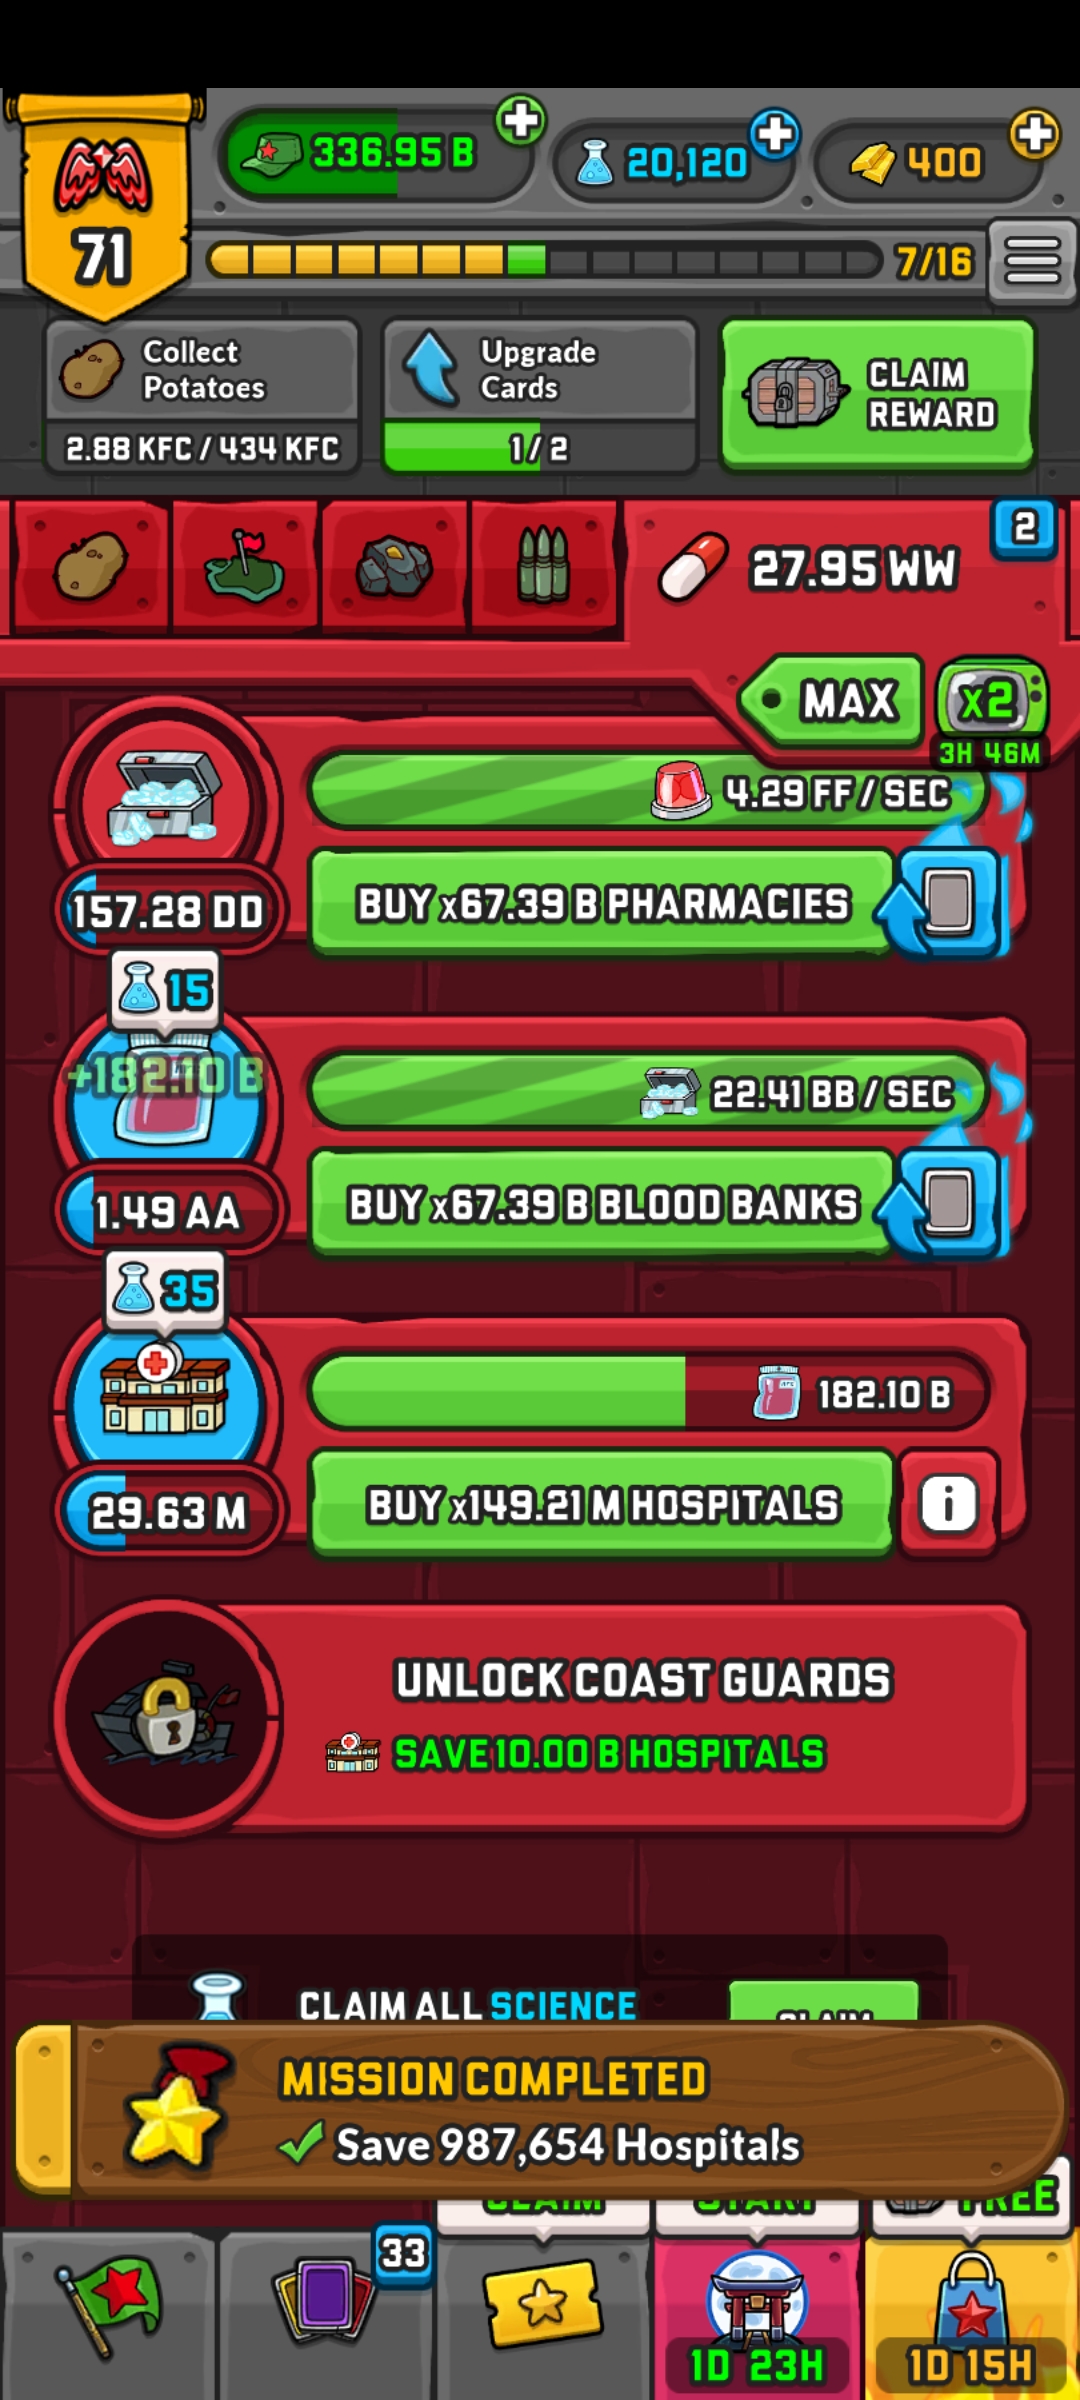 336.95 B
20,120
400
71
7/16
Collect
Potatoes
2.88 KFC / 434 KFC
Upgrade
Cards
1 / 2
CLAIM
REWARD
27.95 WW
2
MAX
x2
3H 46M
4.29 FF / SEC
157.28 DD
BUY x67.39 B PHARMACIES
15
+182.10 B
22.41 BB / SEC
1.49 AA
BUY x67.39 B BLOOD BANKS
35
182.10 B
29.63 M
BUY x149.21 M HOSPITALS
i
UNLOCK COAST GUARDS
SAVE 10.00 B HOSPITALS
CLAIM ALL SCIENCE
CLAIM
MISSION COMPLETED
Save 987,654 Hospitals
CLAIM
START
FREE
33
1D 23H
1D 15H